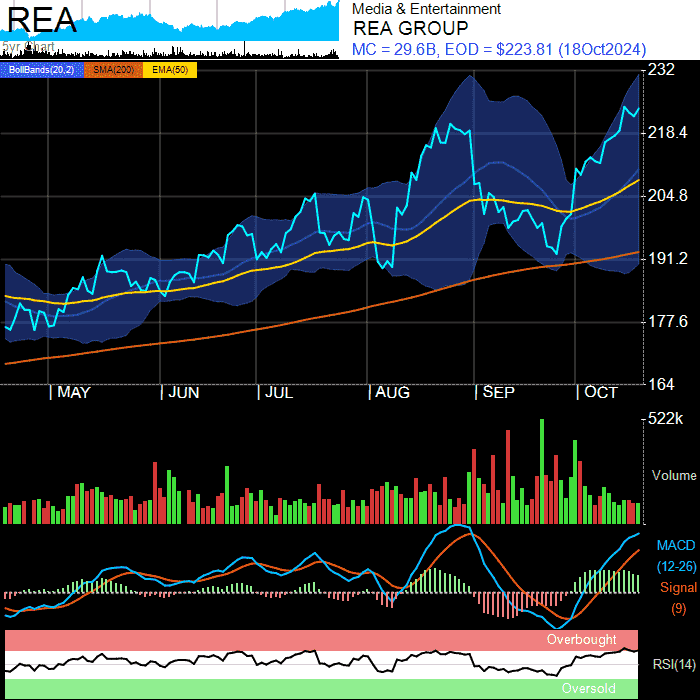 REA
5yr Chart
Media & Entertainment
REA GROUP
MC = 29.6B, EOD = $223.81 (18Oct2024)
BollBands(20,2) SMA(200) EMA(50)
232
218.4
204.8
191.2
177.6
164
| MAY | JUN | JUL | AUG | SEP | OCT
522k
Volume
MACD
(12-26)
Signal
(9)
Overbought
RSI(14)
Oversold